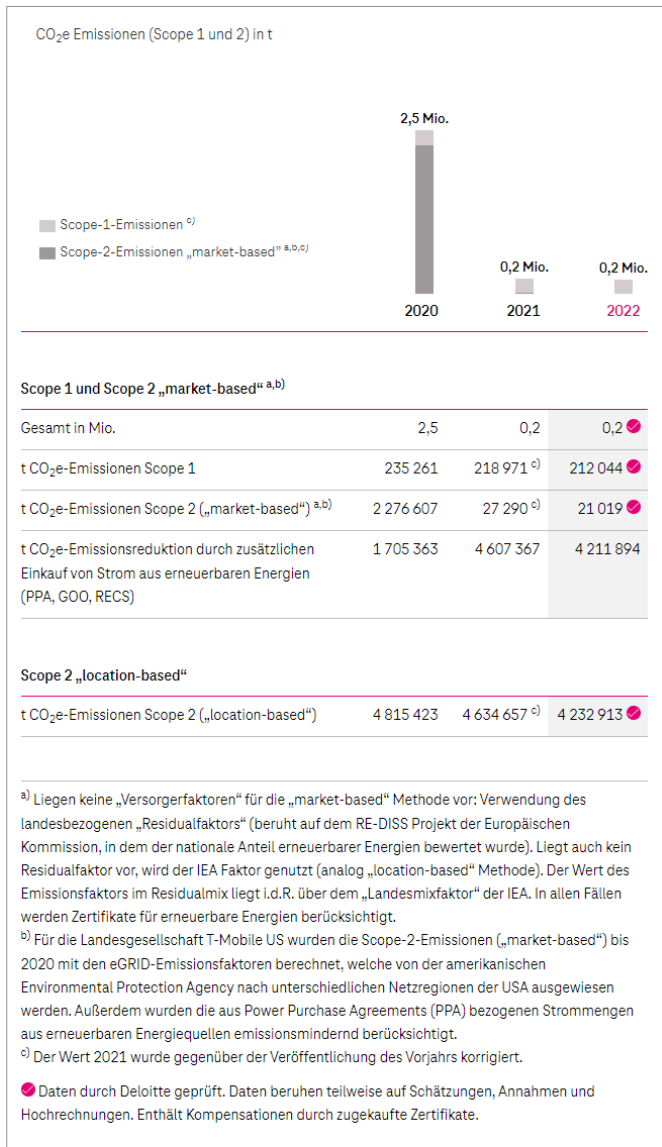 CO₂e Emissionen (Scope 1 und 2) in t
2,5 Mio.
Scope-1-Emissionen c)
Scope-2-Emissionen „market-based” a,b,c)
0,2 Mio.
0,2 Mio.
2020
2021
2022
Scope 1 und Scope 2 „market-based“ a,b)
Gesamt in Mio. 2,5 0,2 0,2
t CO₂e-Emissionen Scope 1 235 261 218 971 c) 212 044
t CO₂e-Emissionen Scope 2 („market-based“) a,b) 2 276 607 27 290 c) 21 019
t CO₂e-Emissionsreduktion durch zusätzlichen 1 705 363 4 607 367 4 211 894
Einkauf von Strom aus erneuerbaren Energien
(PPA, GOO, RECS)
Scope 2 „location-based“
t CO₂e-Emissionen Scope 2 („location-based“) 4 815 423 4 634 657 c) 4 232 913
a) Liegen keine „Versorgerfaktoren“ für die „market-based“ Methode vor: Verwendung des
landesbezogenen „Residualfaktors“ (beruht auf dem RE-DISS Projekt der Europäischen
Kommission, in dem der nationale Anteil erneuerbarer Energien bewertet wurde). Liegt auch kein
Residualfaktor vor, wird der IEA Faktor genutzt (analog „location-based“ Methode). Der Wert des
Emissionsfaktors im Residualmix liegt i.d.R. über dem „Landesmixfaktor“ der IEA. In allen Fällen
werden Zertifikate für erneuerbare Energien berücksichtigt.
b) Für die Landesgesellschaft T-Mobile US wurden die Scope-2-Emissionen („market-based“) bis
2020 mit den eGRID-Emissionsfaktoren berechnet, welche von der amerikanischen
Environmental Protection Agency nach unterschiedlichen Netzregionen der USA ausgewiesen
werden. Außerdem wurden die aus Power Purchase Agreements (PPA) bezogenen Strommengen
aus erneuerbaren Energiequellen emissionsmindernd berücksichtigt.
c) Der Wert 2021 wurde gegenüber der Veröffentlichung des Vorjahrs korrigiert.
Daten durch Deloitte geprüft. Daten beruhen teilweise auf Schätzungen, Annahmen und
Hochrechnungen. Enthält Kompensationen durch zugekaufte Zertifikate.